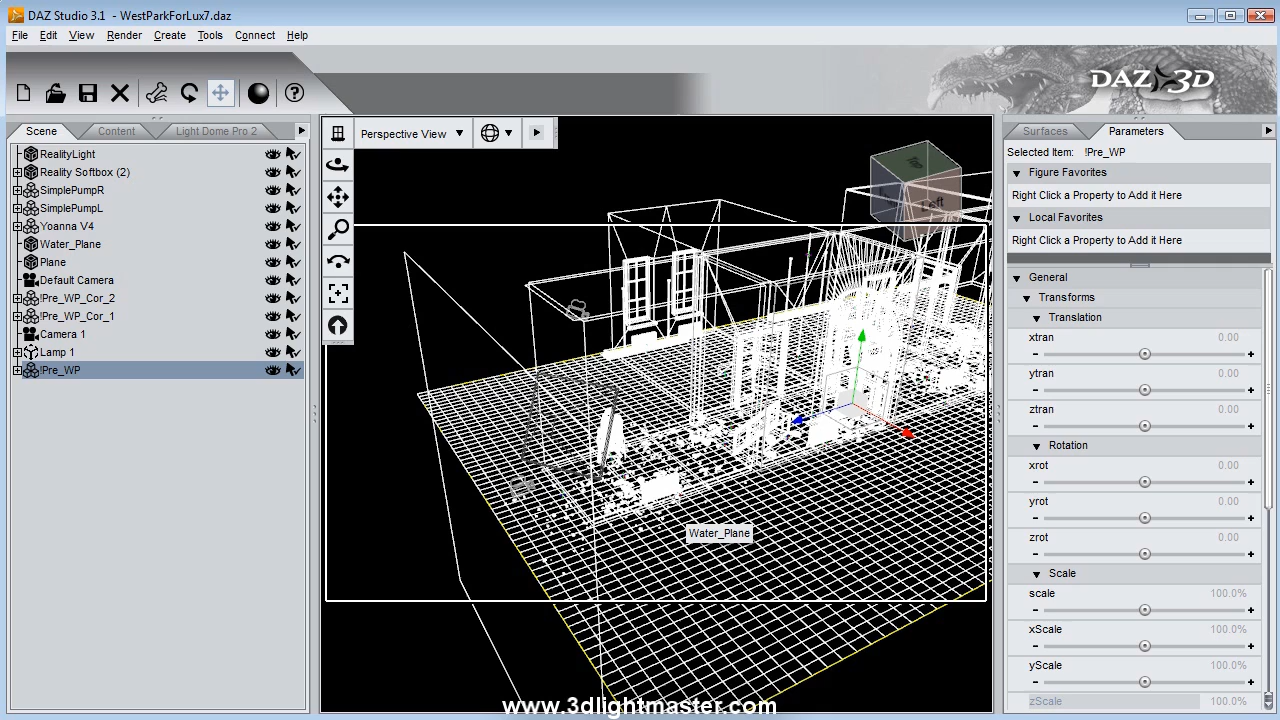 DAZ Studio 3.1 - WestParkForLux7.daz
File Edit View Render Create Tools Connect Help
DAZ 3D
Scene Content Light Dome Pro 2
RealityLight
Reality Softbox (2)
SimplePumpR
SimplePumpL
Yoanna V4
Water_Plane
Plane
Default Camera
!Pre_WP_Cor_2
!Pre_WP_Cor_1
Camera 1
Lamp 1
!Pre_WP
Perspective View
Top
Left
Water_Plane
www.3dlightmaster.com
Surfaces Parameters
Selected Item: !Pre_WP
Figure Favorites
Right Click a Property to Add it Here
Local Favorites
Right Click a Property to Add it Here
General
Transforms
Translation
xtran 0.00
ytran 0.00
ztran 0.00
Rotation
xrot 0.00
yrot 0.00
zrot 0.00
Scale
scale 100.0%
xScale 100.0%
yScale 100.0%
zScale 100.0%